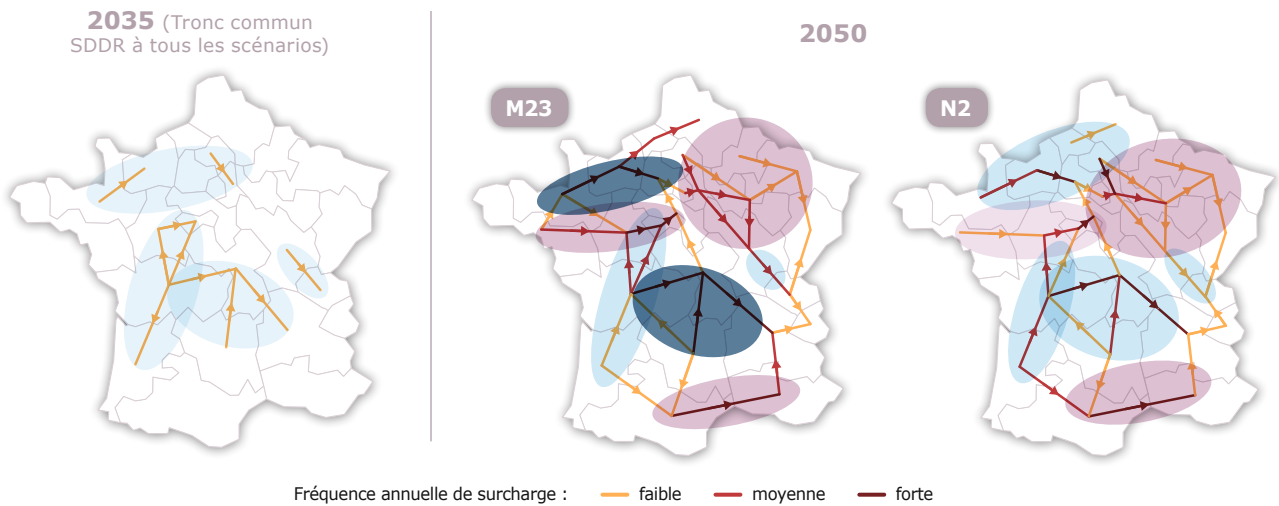 2035 (Tronc commun
SDDR à tous les scénarios)
2050
M23
N2
Fréquence annuelle de surcharge : faible moyenne forte